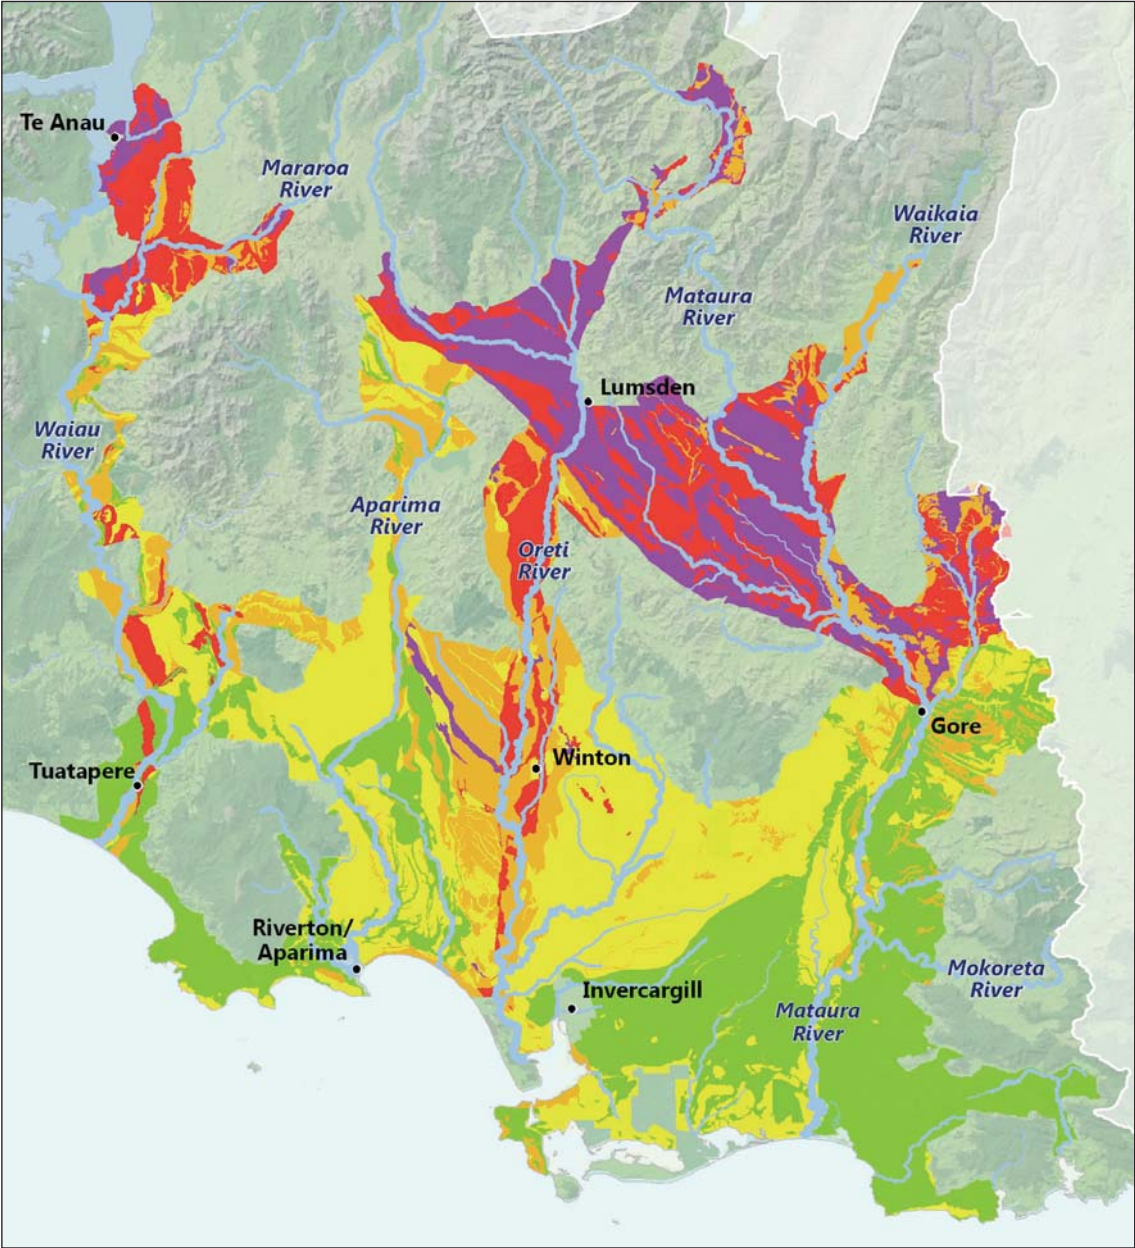 Te Anau
Mararoa
River
Waikaia
River
Mataura
River
Lumsden
Waiau
River
Aparima
River
Oreti
River
Gore
Winton
Tuatapere
Riverton/
Aparima
Mokoreta
River
Invercargill
Mataura
River